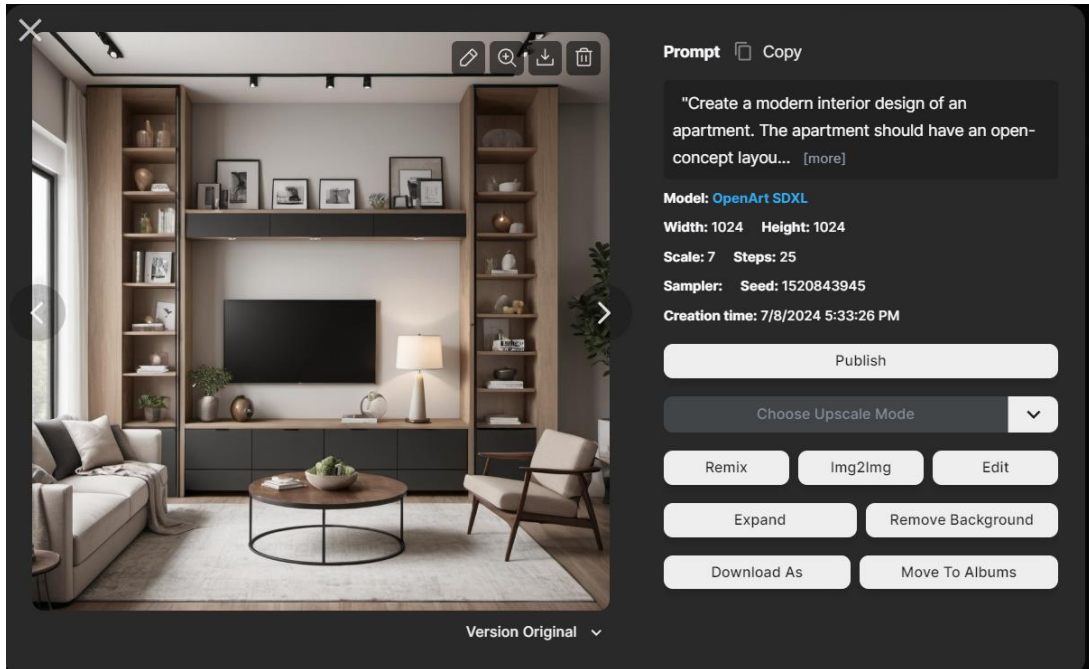 Prompt Copy
"Create a modern interior design of an
apartment. The apartment should have an open-
concept layou... [more]
Model: OpenArt SDXL
Width: 1024 Height: 1024
Scale: 7 Steps: 25
Sampler: Seed: 1520843945
Creation time: 7/8/2024 5:33:26 PM
Publish
Choose Upscale Mode
Remix Img2Img Edit
Expand Remove Background
Download As Move To Albums
Version Original